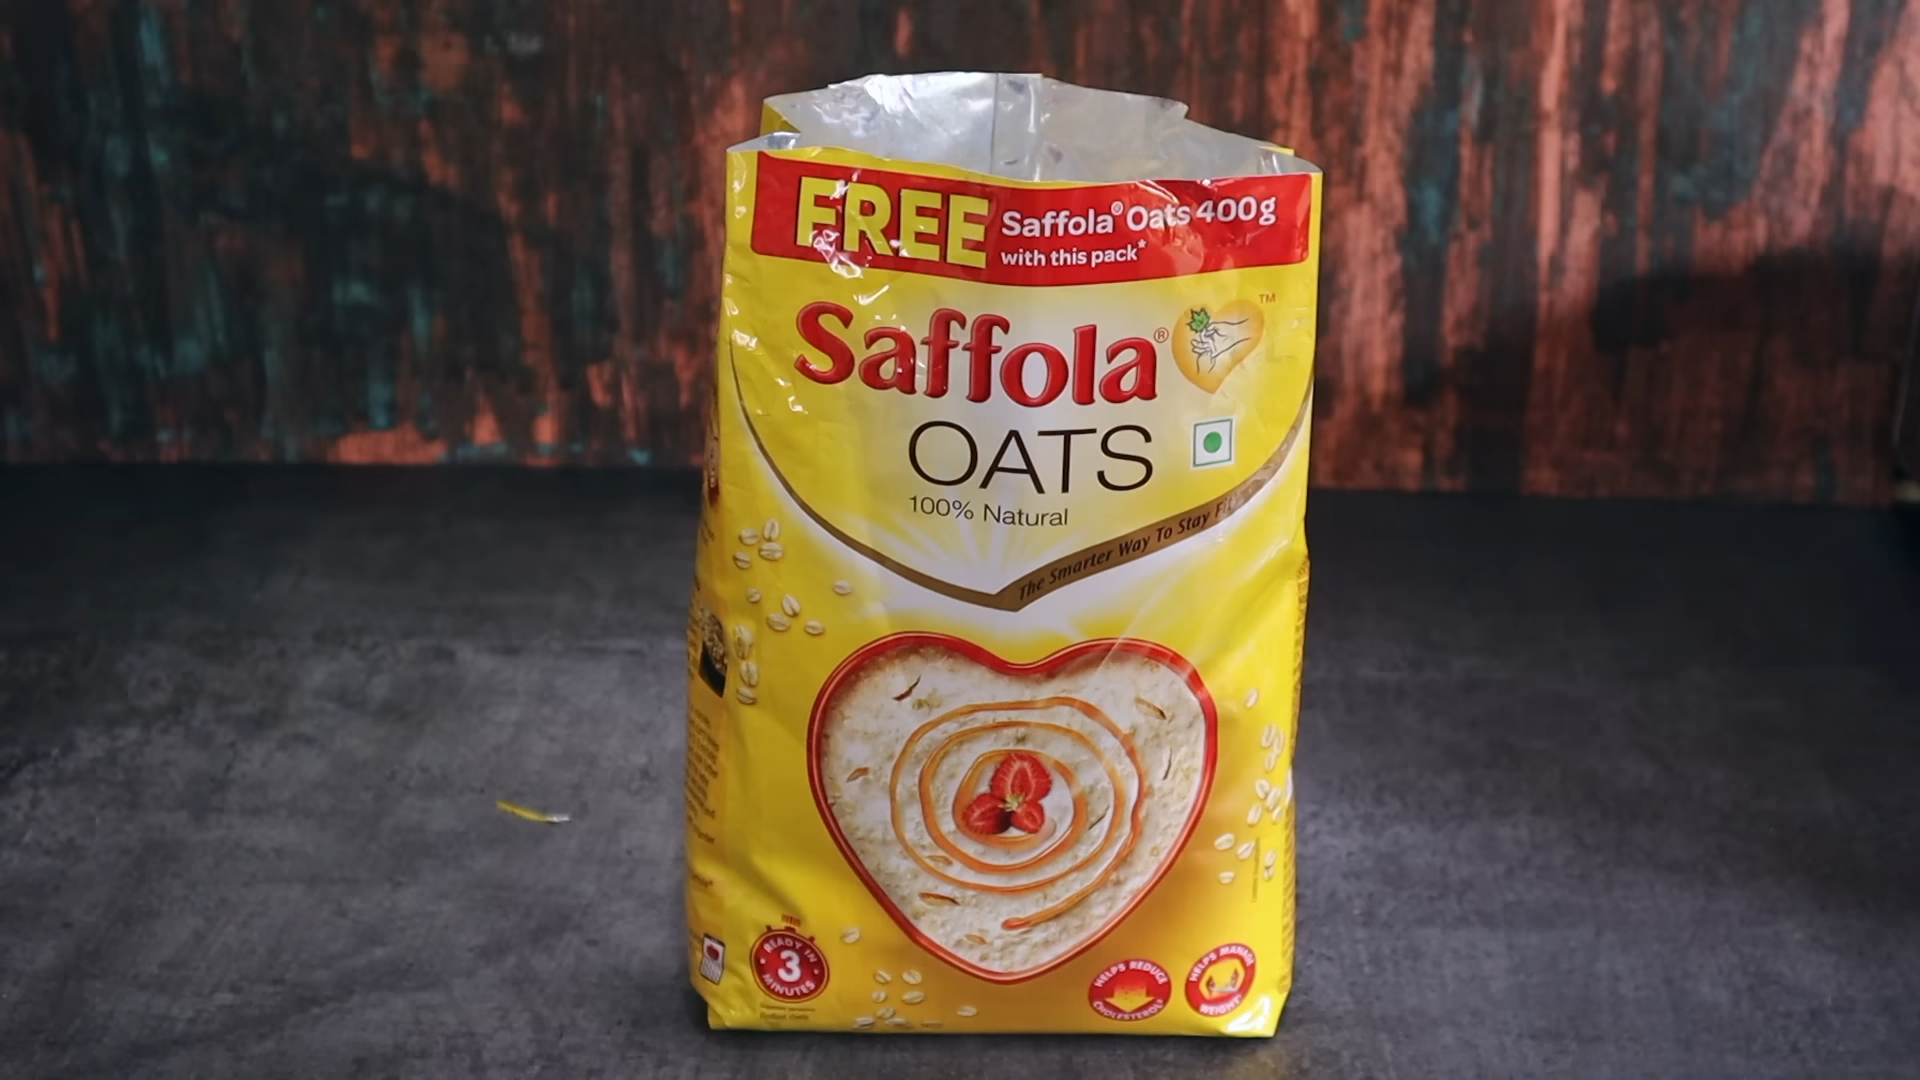 FREE Saffola® Oats 400g
with this pack*
Saffola®
TM
OATS
100% Natural
The Smarter Way To Stay Fit
READY IN
3
MINUTES
HELPS REDUCE
CHOLESTEROL
HELPS MANAGE
WEIGHT